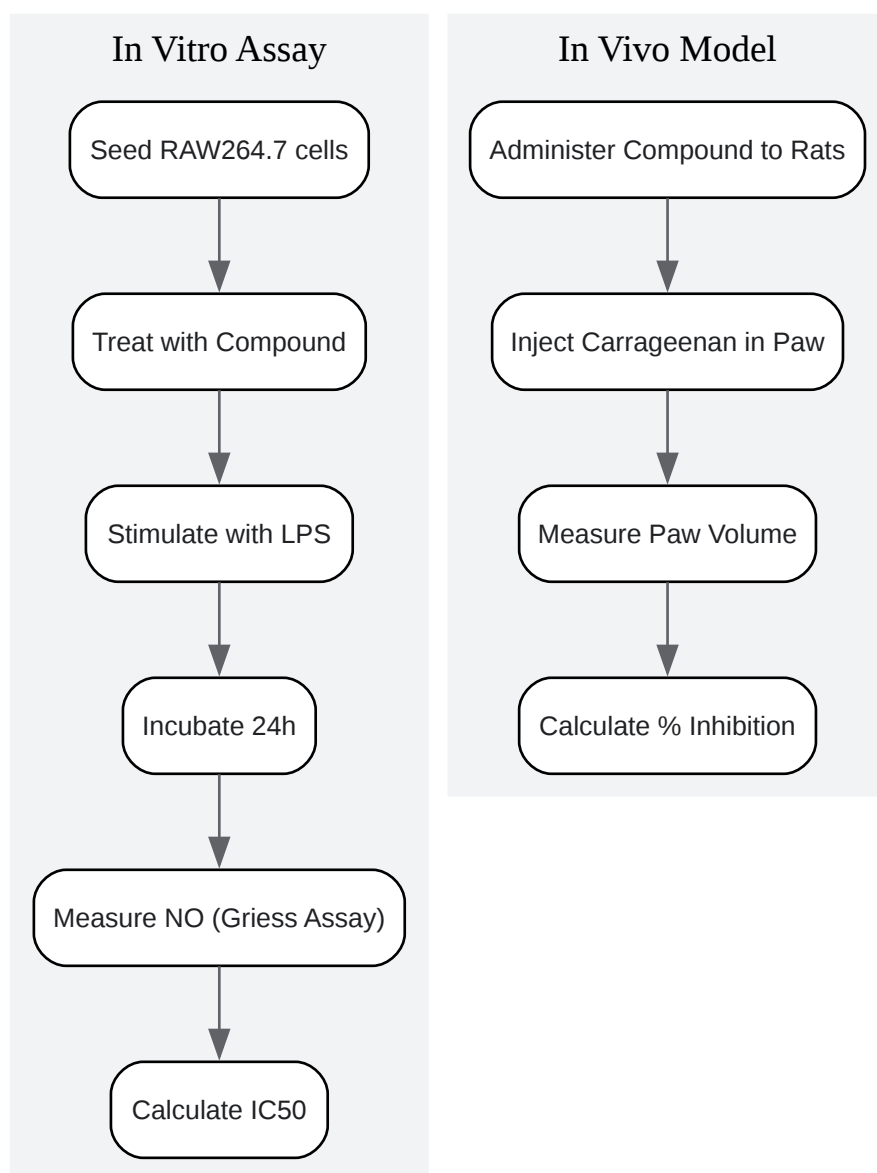 In Vitro Assay
Seed RAW264.7 cells
Treat with Compound
Stimulate with LPS
Incubate 24h
Measure NO (Griess Assay)
Calculate IC50
In Vivo Model
Administer Compound to Rats
Inject Carrageenan in Paw
Measure Paw Volume
Calculate % Inhibition